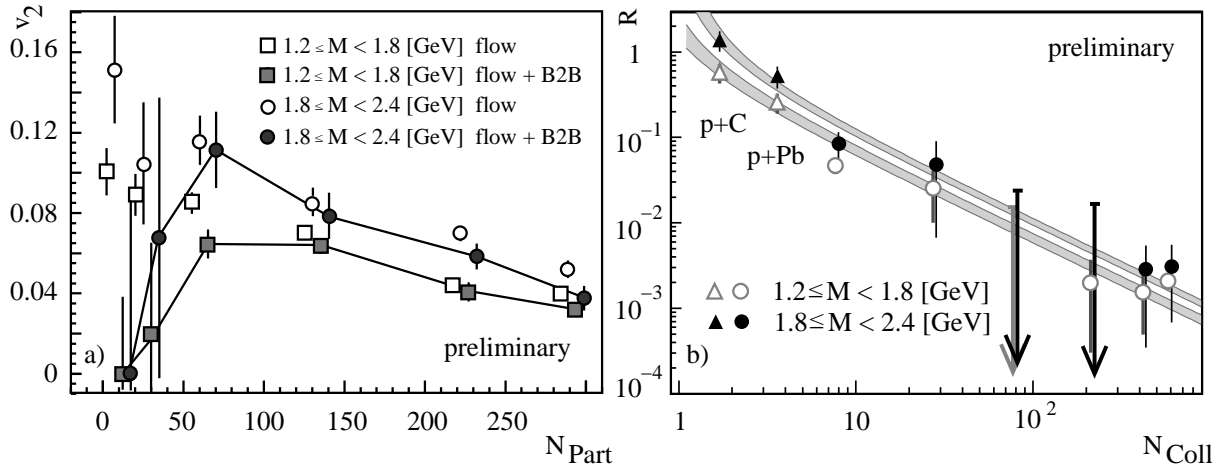 v2
0.16
0.12
0.08
0.04
0
1.2 ≤ M < 1.8 [GeV] flow
1.2 ≤ M < 1.8 [GeV] flow + B2B
1.8 ≤ M < 2.4 [GeV] flow
1.8 ≤ M < 2.4 [GeV] flow + B2B
a)
preliminary
0 50 100 150 200 250
NPart
R
1
10−1
10−2
10−3
10−4
preliminary
p+C
p+Pb
1.2 ≤ M < 1.8 [GeV]
1.8 ≤ M < 2.4 [GeV]
b)
1 10 10²
NColl